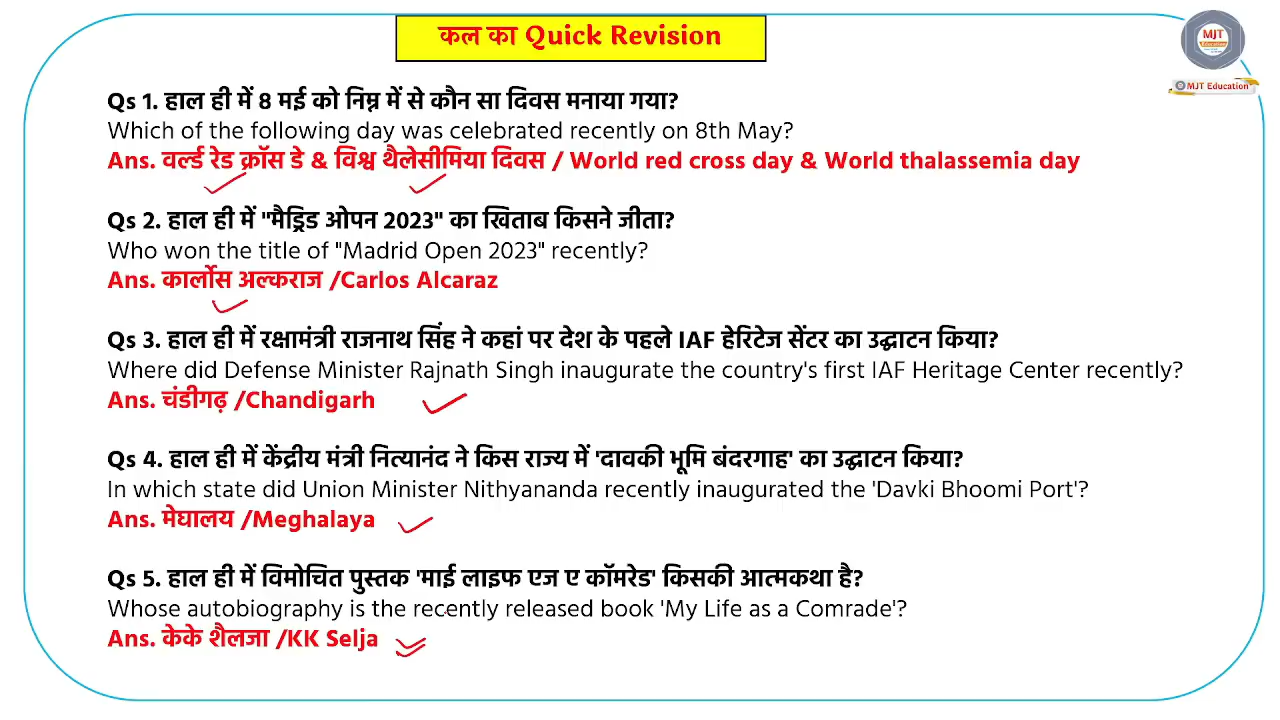 कल का Quick Revision
MJT
Education
MJT Education
Qs 1. हाल ही में 8 मई को निम्न में से कौन सा दिवस मनाया गया?
Which of the following day was celebrated recently on 8th May?
Ans. वर्ल्ड रेड क्रॉस डे & विश्व थैलेसीमिया दिवस / World red cross day & World thalassemia day
Qs 2. हाल ही में "मैड्रिड ओपन 2023" का खिताब किसने जीता?
Who won the title of "Madrid Open 2023" recently?
Ans. कार्लोस अल्कराज /Carlos Alcaraz
Qs 3. हाल ही में रक्षामंत्री राजनाथ सिंह ने कहां पर देश के पहले IAF हेरिटेज सेंटर का उद्घाटन किया?
Where did Defense Minister Rajnath Singh inaugurate the country's first IAF Heritage Center recently?
Ans. चंडीगढ़ /Chandigarh
Qs 4. हाल ही में केंद्रीय मंत्री नित्यानंद ने किस राज्य में 'दावकी भूमि बंदरगाह' का उद्घाटन किया?
In which state did Union Minister Nithyananda recently inaugurated the 'Davki Bhoomi Port'?
Ans. मेघालय /Meghalaya
Qs 5. हाल ही में विमोचित पुस्तक 'माई लाइफ एज ए कॉमरेड' किसकी आत्मकथा है?
Whose autobiography is the recently released book 'My Life as a Comrade'?
Ans. केके शैलजा /KK Selja